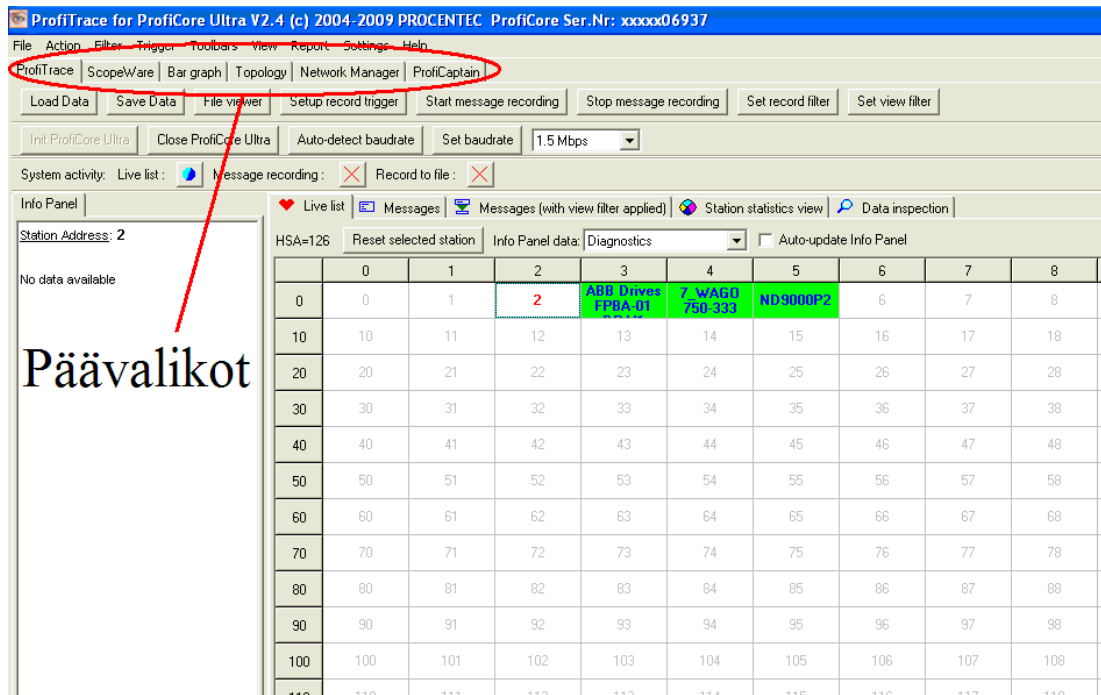 ProfiTrace for ProfiCore Ultra V2.4 (c) 2004-2009 PROCENTEC ProfiCore Ser.Nr: xxxxx06937
File Action Filter Trigger Toolbars View Report Settings Help
ProfiTrace ScopeWare Bar graph Topology Network Manager ProfiCaptain
Load Data Save Data File viewer Setup record trigger Start message recording Stop message recording Set record filter Set view filter
Init ProfiCore Ultra Close ProfiCore Ultra Auto-detect baudrate Set baudrate 1.5 Mbps
System activity: Live list : Message recording : Record to file :
Info Panel
Live list Messages Messages (with view filter applied) Station statistics view Data inspection
Station Address: 2
HSA=126 Reset selected station Info Panel data: Diagnostics Auto-update Info Panel
No data available
0 1 2 3 4 5 6 7 8
0 0 1 2 ABB Drives FPBA-01 7_WAGO 750-333 ND9000P2 6 7 8
10 10 11 12 13 14 15 16 17 18
Päävalikot
20 20 21 22 23 24 25 26 27 28
30 30 31 32 33 34 35 36 37 38
40 40 41 42 43 44 45 46 47 48
50 50 51 52 53 54 55 56 57 58
60 60 61 62 63 64 65 66 67 68
70 70 71 72 73 74 75 76 77 78
80 80 81 82 83 84 85 86 87 88
90 90 91 92 93 94 95 96 97 98
100 100 101 102 103 104 105 106 107 108